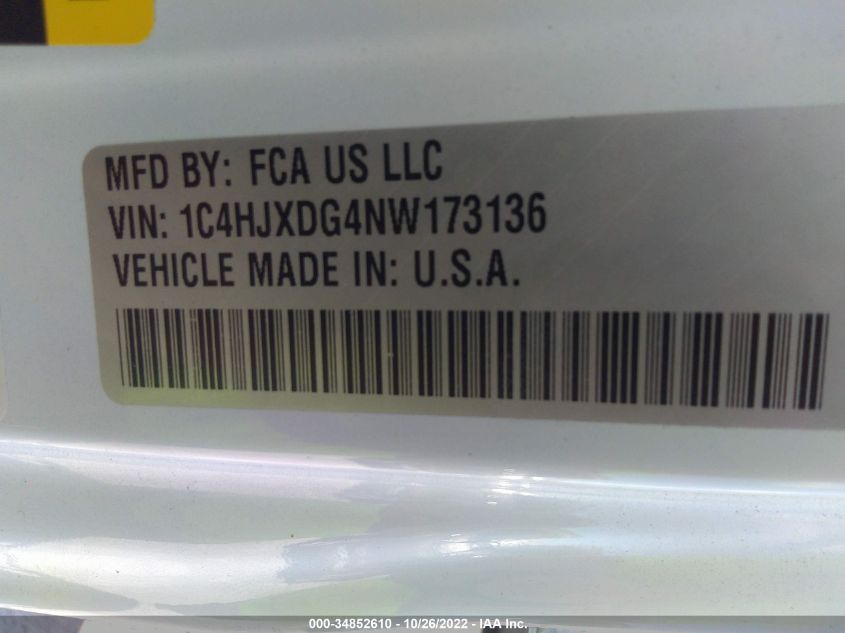 MFD BY: FCA US LLC
VIN: 1C4HJXDG4NW173136
VEHICLE MADE IN: U.S.A.
000-34852610 - 10/26/2022 - IAA Inc.